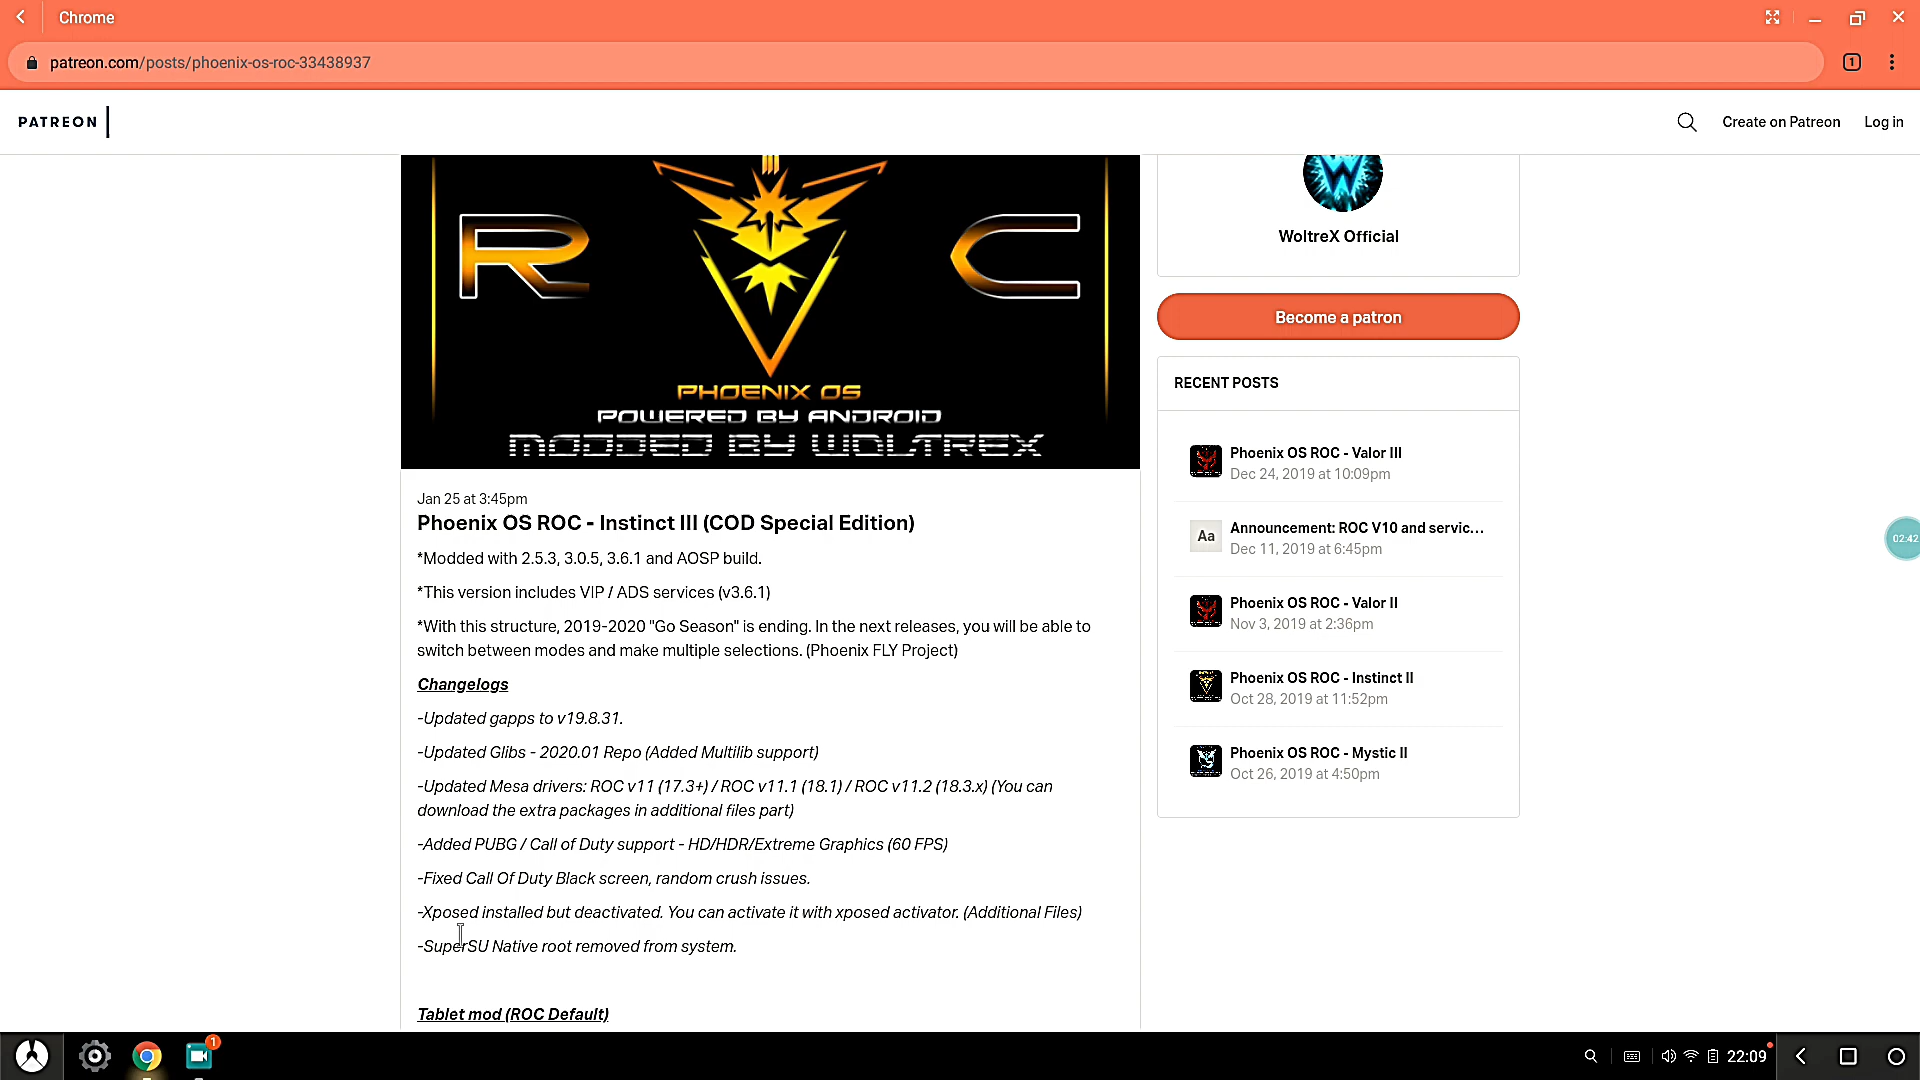 Chrome
patreon.com/posts/phoenix-os-roc-33438937
1
PATREON
Create on Patreon
Log in
R C
PHOENIX OS
POWERED BY ANDROID
MODDED BY WOLTREX
Jan 25 at 3:45pm
Phoenix OS ROC - Instinct III (COD Special Edition)
*Modded with 2.5.3, 3.0.5, 3.6.1 and AOSP build.
*This version includes VIP / ADS services (v3.6.1)
*With this structure, 2019-2020 "Go Season" is ending. In the next releases, you will be able to
switch between modes and make multiple selections. (Phoenix FLY Project)
Changelogs
-Updated gapps to v19.8.31.
-Updated Glibs - 2020.01 Repo (Added Multilib support)
-Updated Mesa drivers: ROC v11 (17.3+) / ROC v11.1 (18.1) / ROC v11.2 (18.3.x) (You can
download the extra packages in additional files part)
-Added PUBG / Call of Duty support - HD/HDR/Extreme Graphics (60 FPS)
-Fixed Call Of Duty Black screen, random crush issues.
-Xposed installed but deactivated. You can activate it with xposed activator. (Additional Files)
-SuperSU Native root removed from system.
Tablet mod (ROC Default)
W
WoltreX Official
Become a patron
RECENT POSTS
Phoenix OS ROC - Valor III
Dec 24, 2019 at 10:09pm
Aa
Announcement: ROC V10 and servic...
Dec 11, 2019 at 6:45pm
Phoenix OS ROC - Valor II
Nov 3, 2019 at 2:36pm
Phoenix OS ROC - Instinct II
Oct 28, 2019 at 11:52pm
Phoenix OS ROC - Mystic II
Oct 26, 2019 at 4:50pm
02:42
1
22:09